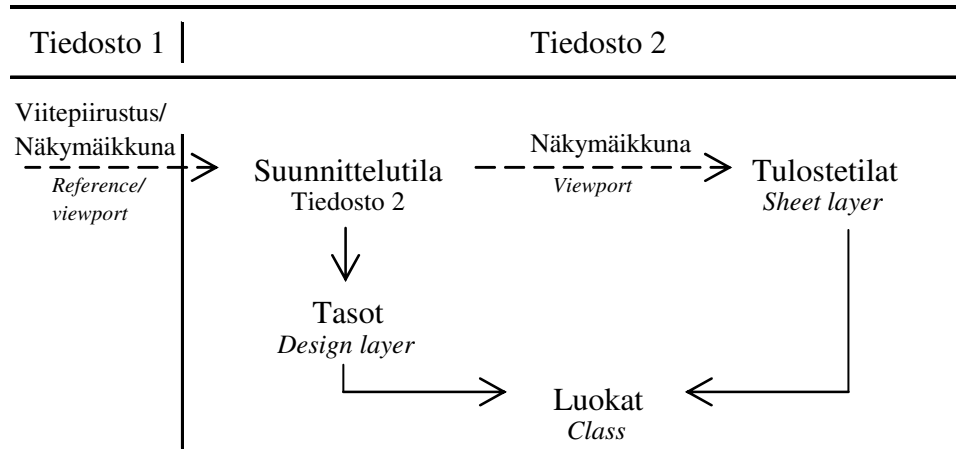 Tiedosto 1
Tiedosto 2
Viitepiirustus/
Näkymäikkuna
Reference/
viewport
Suunnittelutila
Tiedosto 2
Näkymäikkuna
Viewport
Tulostetilat
Sheet layer
Tasot
Design layer
Luokat
Class